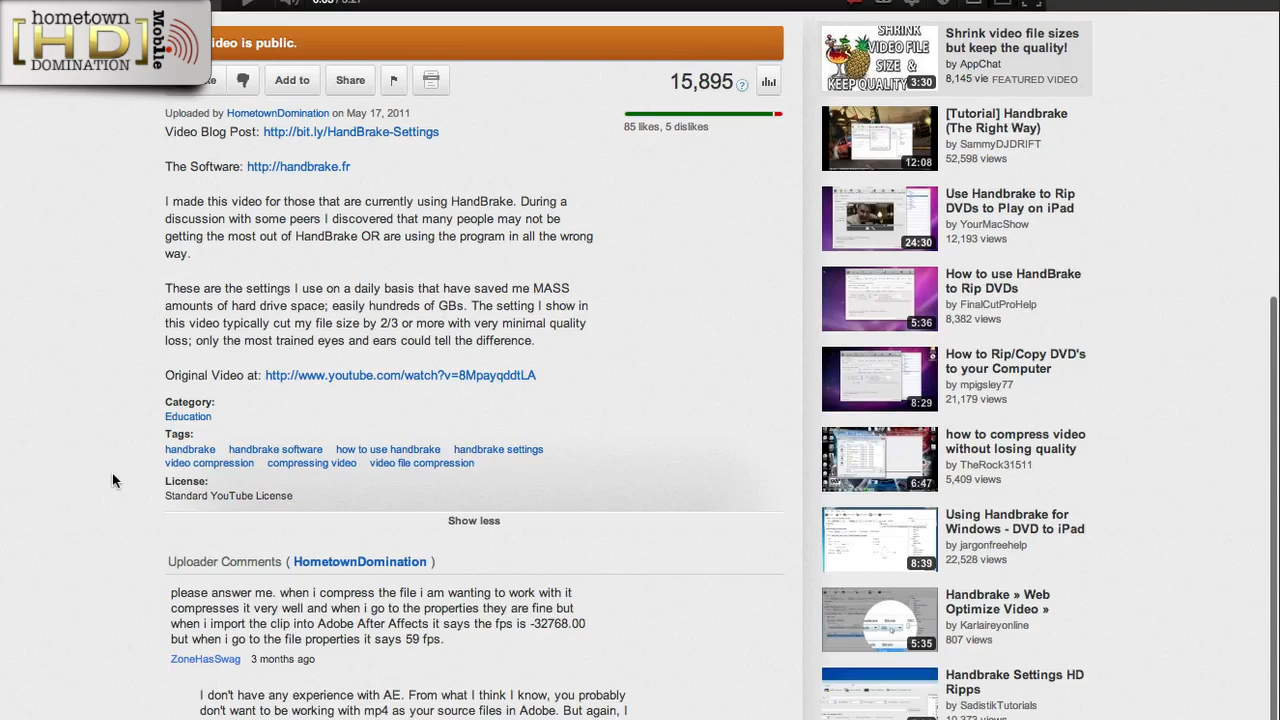 hometown
HD
DOMINATION
Mobile
ideo is public.
Add to
Share
15,895
Uploaded by HometownDomination on May 17, 2011
85 likes, 5 dislikes
Video Blog Post: http://bit.ly/HandBrake-Settings
The Software: http://handbrake.fr
I made this video for those that are currently using HandBrake. During a
discussion with some peers I discovered that many people may not be
getting the most out of HandBrake OR are using the program in all the wrong
way.
These are the settings I use on a daily basis that have saved me MASS
amounts of hard drive space; easily hundreds of GBs. The setting I show in
this video typically cut my file size by 2/3 or more with very minimal quality
loss, only the most trained eyes and ears could tell the difference.
Original Video at: http://www.youtube.com/watch?v=8MpayqddtLA
Category:
Education
Tags:
handbrake handbrake software how to use handbrake handbrake settings
video compression compressing video video file compression
License:
Standard YouTube License
Show less
Uploader Comments ( HometownDomination )
please answer me. when i compress the file i am wanting to work with it
compresses it very well and when i go to the properties they are fine but
when i import the clip into Adobe After Affects it says the fps is -32768.00
but when i go to the file properties it says 59 fps.
ZoneHasSwag 3 months ago
I don't have any experience with AE. From what I think I know, you probably
want to be working with mp4 as your source files in Adobe. But again, I
SHRINK
VIDEO FILE
SIZE &
KEEP QUALITY
3:30
Shrink video file sizes
but keep the quality!
by AppChat
8,145 vie FEATURED VIDEO
12:08
[Tutorial] Handbrake
(The Right Way)
by SammyDJDRIFT
52,598 views
24:30
Use Handbrake to Rip
DVDs to Play on iPad
by YourMacShow
12,193 views
5:36
How to use HandBrake
to Rip DVDs
by FinalCutProHelp
8,382 views
8:29
How to Rip/Copy DVD's
to your Computer
by mpigsley77
21,179 views
6:47
how to compress video
without losing quality
by TheRock31511
5,409 views
8:39
Using Handbrake for
Windows - DVD to iPad
by jargonfreehelp
22,528 views
5:35
Handbrake » Web
Optimize Video »
by Karlaireyonline
807 views
Handbrake Settings HD
Ripps
by SadistikTutorials
10,373 views